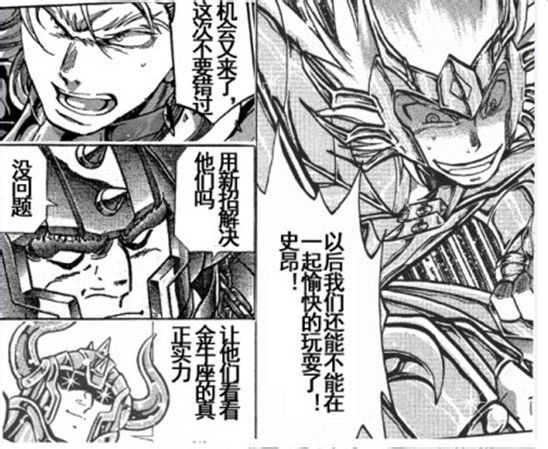 以后我们还能不能在
一起愉快的玩耍了！
史昂！
机会又来了，
这次不要错过
用新招解决
他们吗
没问题
让他们看看
金牛座的真
正实力